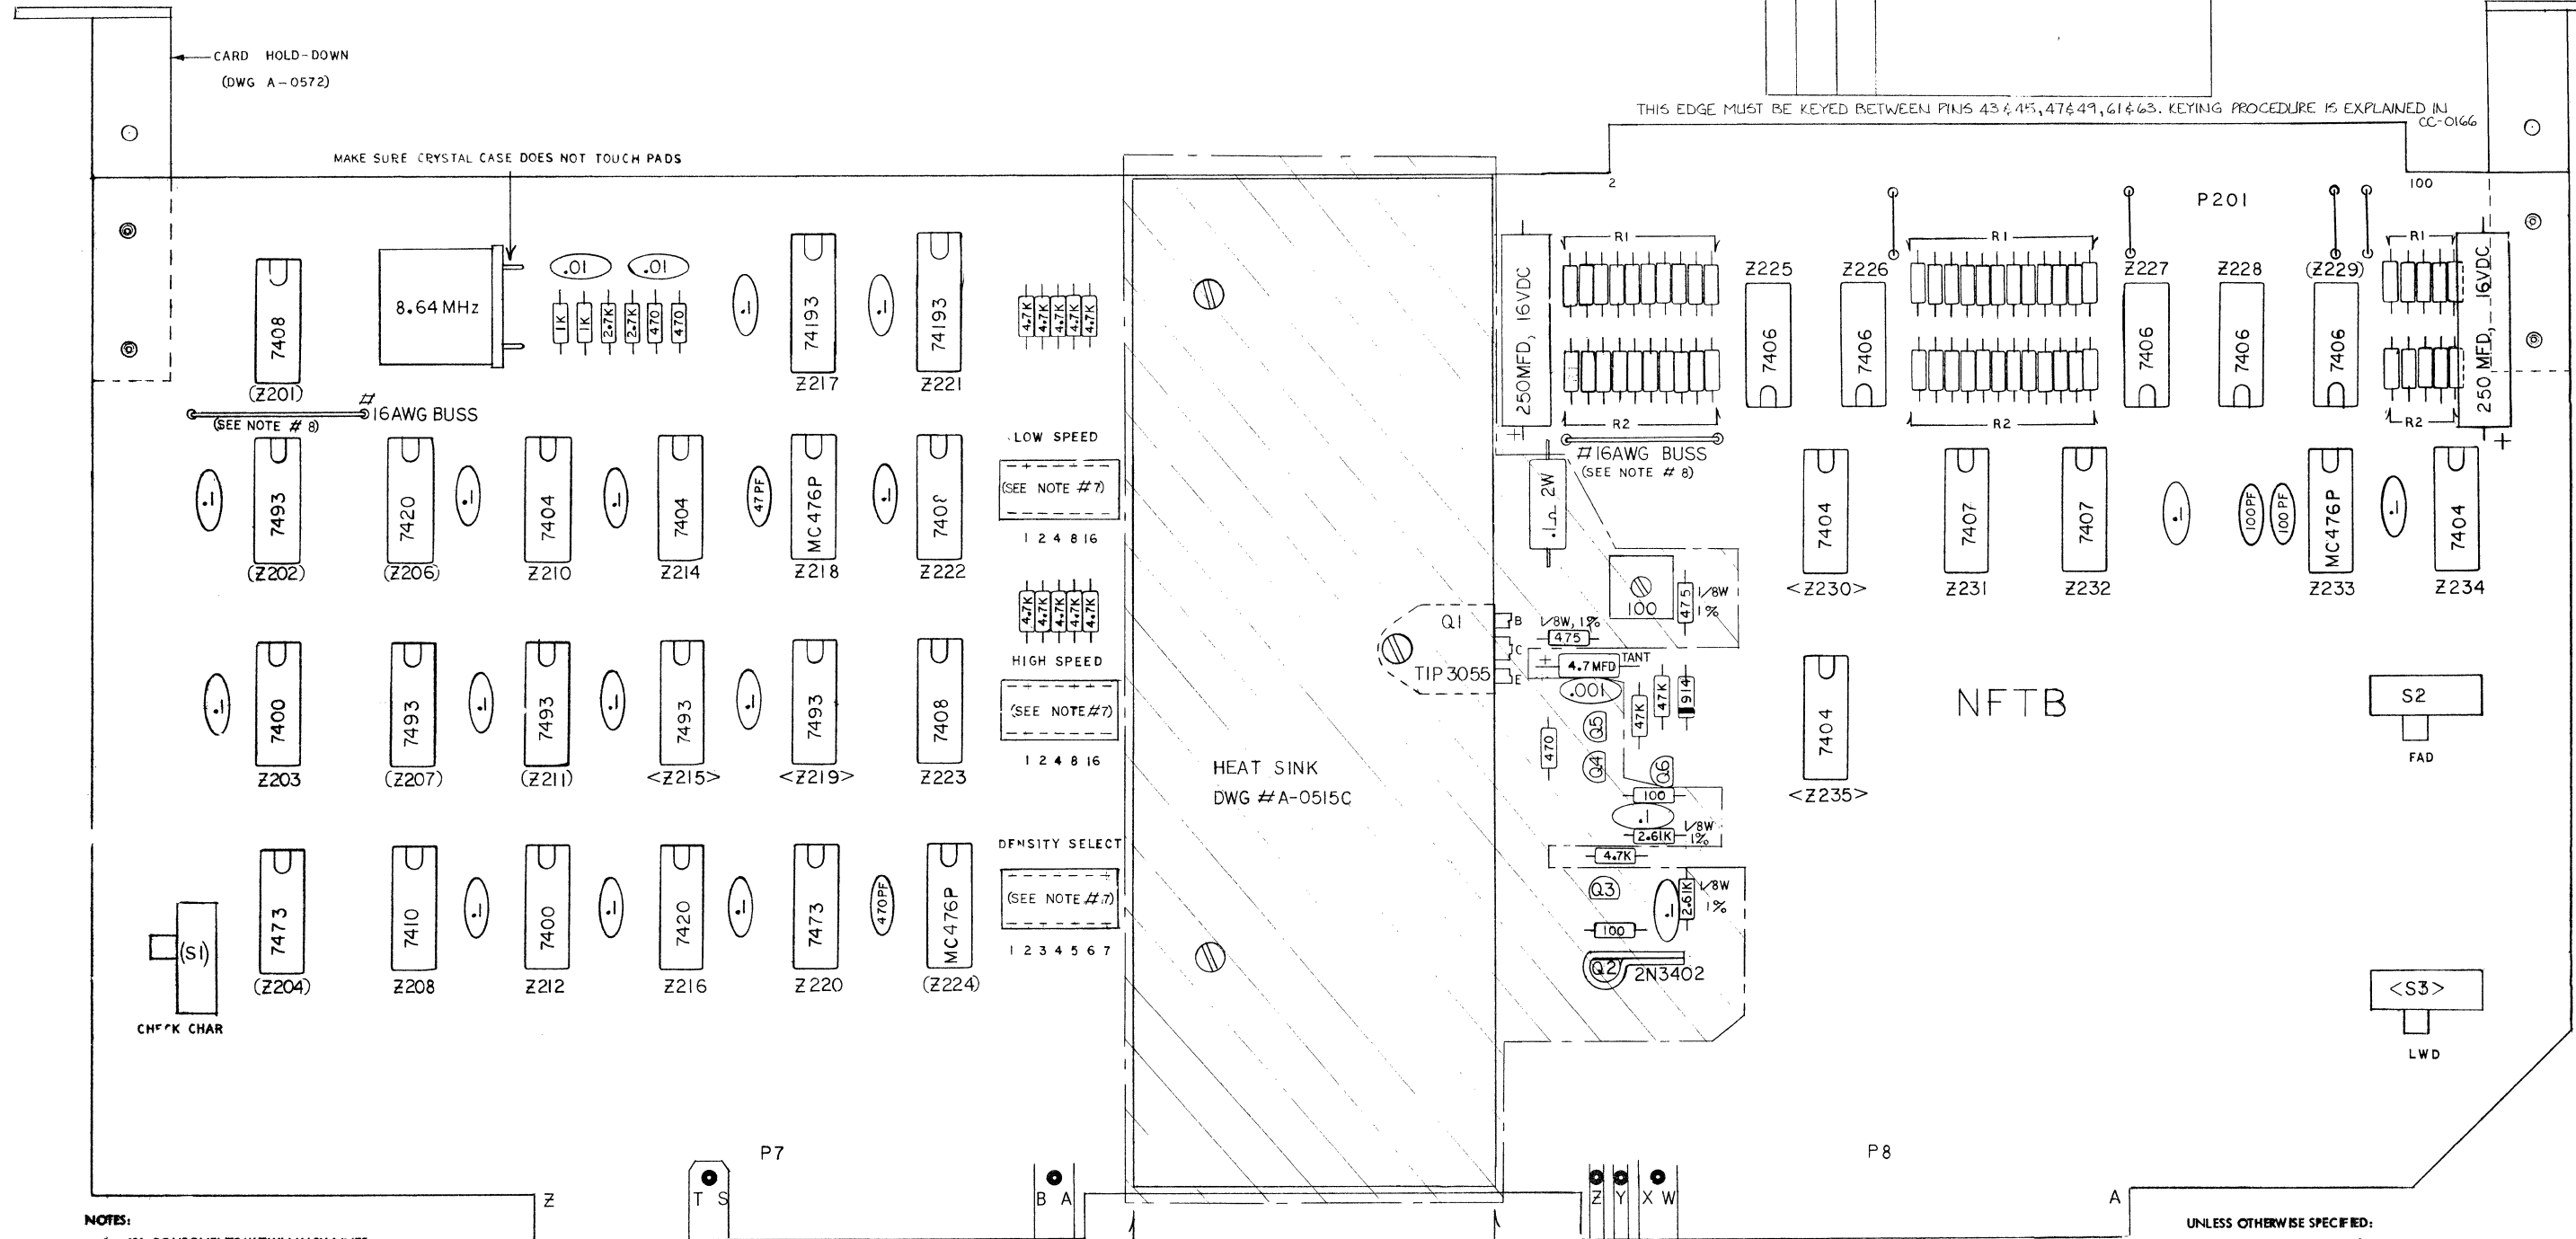 CARD HOLD-DOWN
(DWG A-0572)
THIS EDGE MUST BE KEYED BETWEEN PINS 43 & 45, 47 & 49, 61 & 63. KEYING PROCEDURE IS EXPLAINED IN
CC-0166
MAKE SURE CRYSTAL CASE DOES NOT TOUCH PADS
2
100
P201
7408
(Z201)
8.64 MHz
.01
.01
1K
1K
2.7K
2.7K
470
470
.1
74193
Z217
.1
74193
Z221
4.7K
4.7K
4.7K
4.7K
4.7K
250MFD, 16VDC
+
R1
R2
Z225
7406
Z226
7406
R1
R2
Z227
7406
Z228
7406
(Z229)
7406
R1
R2
250 MFD, 16VDC
+
#16AWG BUSS
(SEE NOTE # 8)
#16AWG BUSS
(SEE NOTE # 8)
.1
7493
(Z202)
7420
(Z206)
.1
7404
Z210
.1
7404
Z214
47PF
MC476P
Z218
.1
7408
Z222
LOW SPEED
(SEE NOTE #7)
1 2 4 8 16
.1Ω 2W
7404
<Z230>
7407
Z231
7407
Z232
.1
100PF
100PF
MC476P
Z233
.1
7404
Z234
100
475
1/8W
1%
4.7K
4.7K
4.7K
4.7K
4.7K
HIGH SPEED
(SEE NOTE #7)
1 2 4 8 16
.1
7400
Z203
7493
(Z207)
.1
7493
(Z211)
.1
7493
<Z215>
.1
7493
<Z219>
7408
Z223
Q1
TIP3055
B
C
E
1/8W, 1%
475
+
4.7MFD
TANT
.001
47K
47K
914
Q5
470
Q4
Q6
100
.1
2.61K
1/8W
1%
4.7K
7404
<Z235>
NFTB
S2
FAD
HEAT SINK
DWG #A-0515C
DENSITY SELECT
(SEE NOTE #7)
1 2 3 4 5 6 7
(S1)
CHECK CHAR
7473
(Z204)
7410
Z208
.1
7400
Z212
.1
7420
Z216
.1
7473
Z220
470PF
MC476P
(Z224)
Q3
.1
2.61K
1/8W
1%
100
Q2
2N3402
<S3>
LWD
P7
P8
Z
T S
B A
Z
Y
X W
A
NOTES:
UNLESS OTHERWISE SPECIFIED: